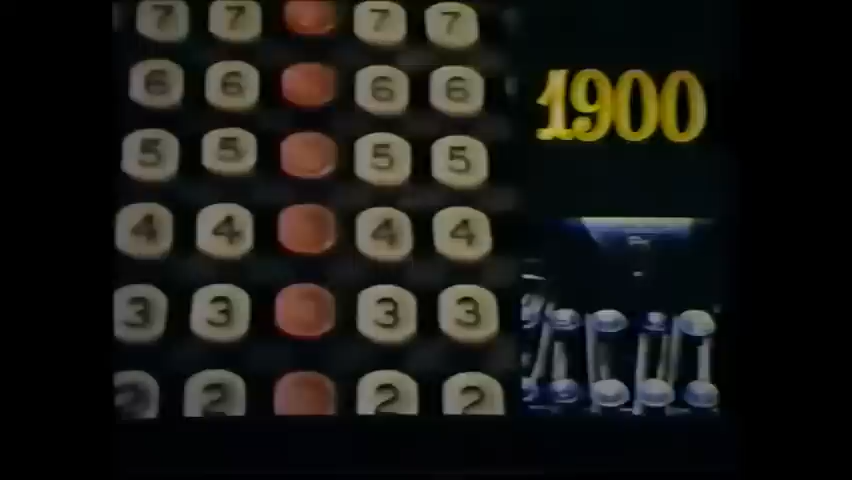 7 7 7 7
6 6 6 6
1900
5 5 5 5
4 4 4 4
3 3 3 3
2 2 2 2